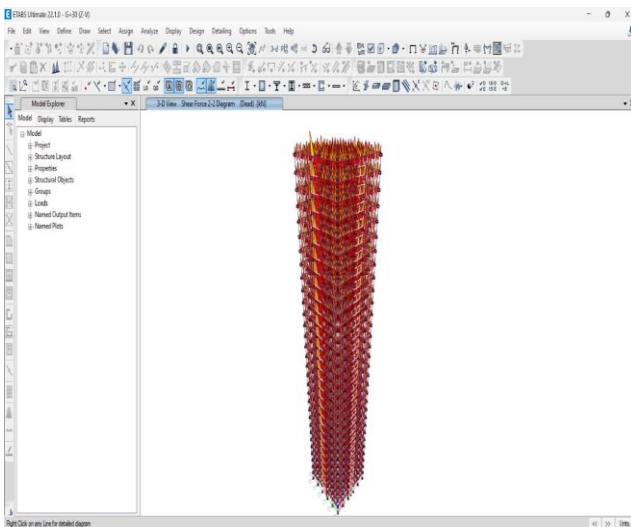 ETABS Ultimate 22.1.0 - G+30 (Z-V)
File Edit View Define Draw Select Assign Analyze Display Design Detailing Options Tools Help
Model Explorer
3-D View Shear Force 2-2 Diagram (Dead) [kN]
Model Display Tables Reports
Model
Project
Structure Layout
Properties
Structural Objects
Groups
Loads
Named Output Items
Named Plots
Right Click on any Line for detailed diagram
<< >> Units...